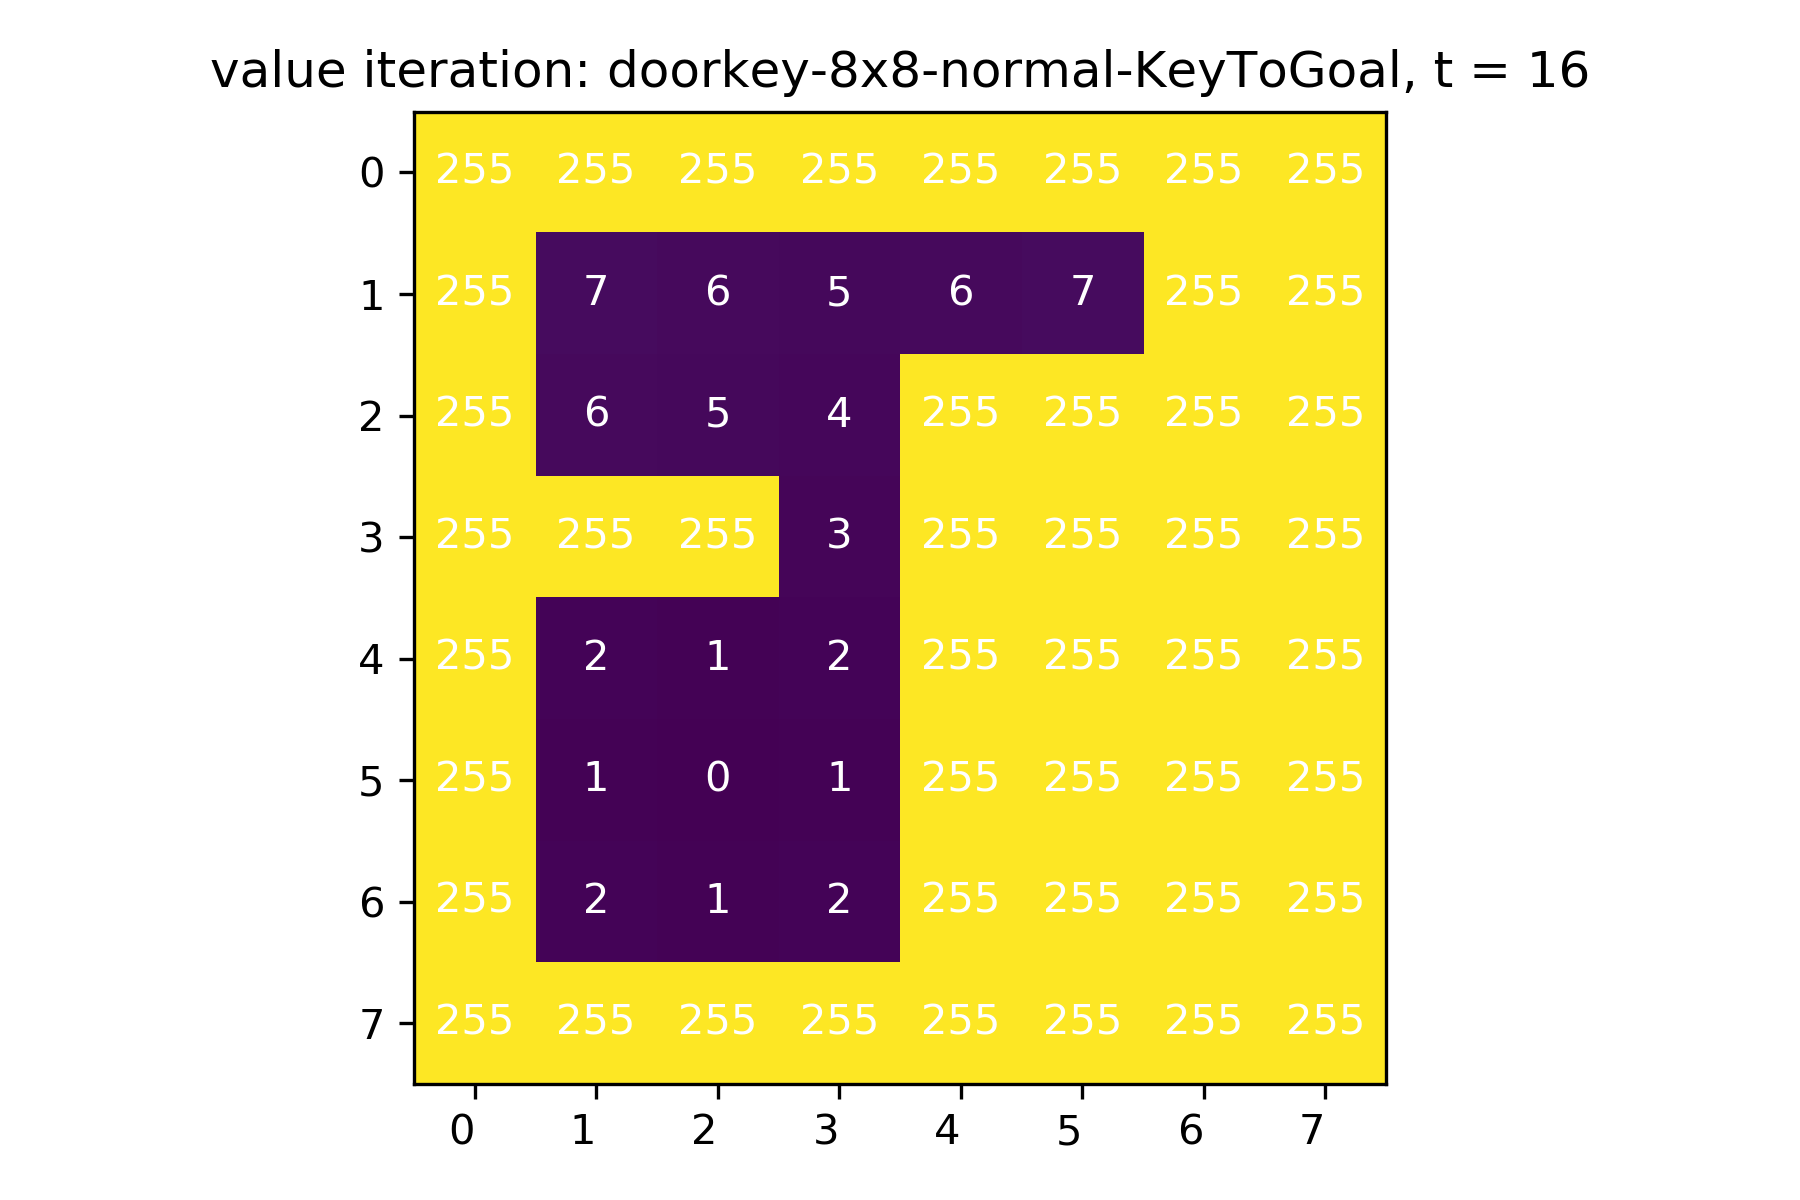 value iteration: doorkey-8x8-normal-KeyToGoal, t = 16
0 255 255 255 255 255 255 255 255
1 255 7 6 5 6 7 255 255
2 255 6 5 4 255 255 255 255
3 255 255 255 3 255 255 255 255
4 255 2 1 2 255 255 255 255
5 255 1 0 1 255 255 255 255
6 255 2 1 2 255 255 255 255
7 255 255 255 255 255 255 255 255
0 1 2 3 4 5 6 7